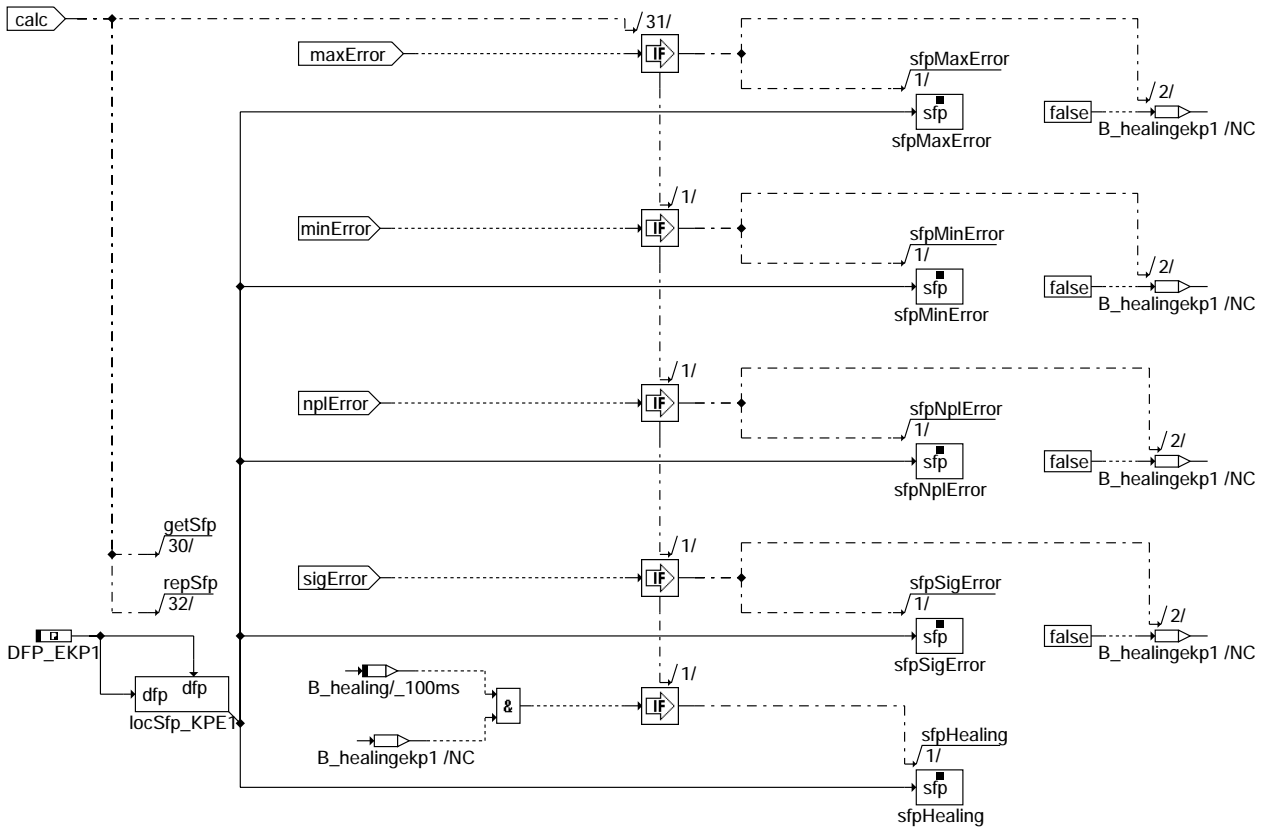 calc
31/
maxError
IF
sfpMaxError
1/
2/
sfp
false
sfpMaxError
B_healingekp1 /NC
1/
minError
IF
sfpMinError
1/
2/
sfp
false
sfpMinError
B_healingekp1 /NC
1/
nplError
IF
sfpNplError
1/
2/
sfp
false
sfpNplError
B_healingekp1 /NC
getSfp
30/
1/
sigError
IF
repSfp
32/
sfpSigError
1/
2/
sfp
false
DFP_EKP1
sfpSigError
B_healingekp1 /NC
dfp
dfp
locSfp_KPE1
B_healing/_100ms
&
1/
IF
B_healingekp1 /NC
sfpHealing
1/
sfp
sfpHealing